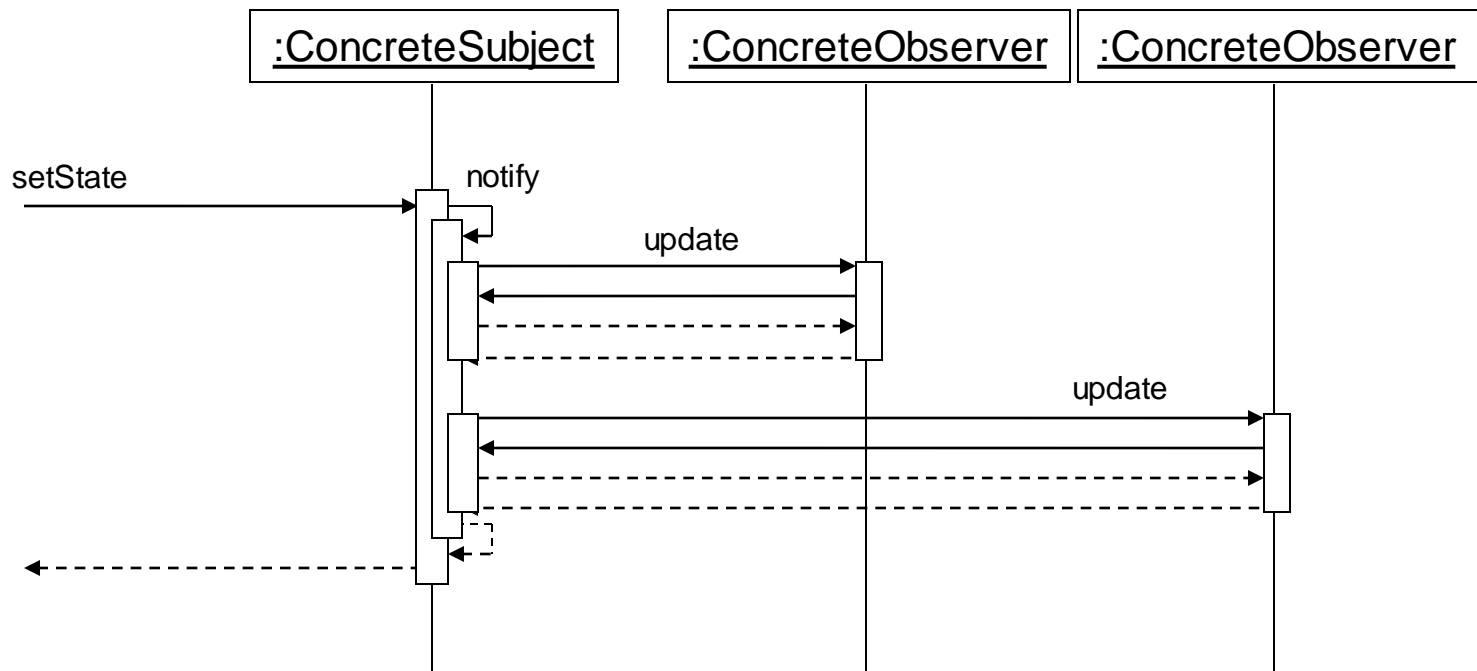 :ConcreteSubject
:ConcreteObserver
:ConcreteObserver
setState
notify
update
update